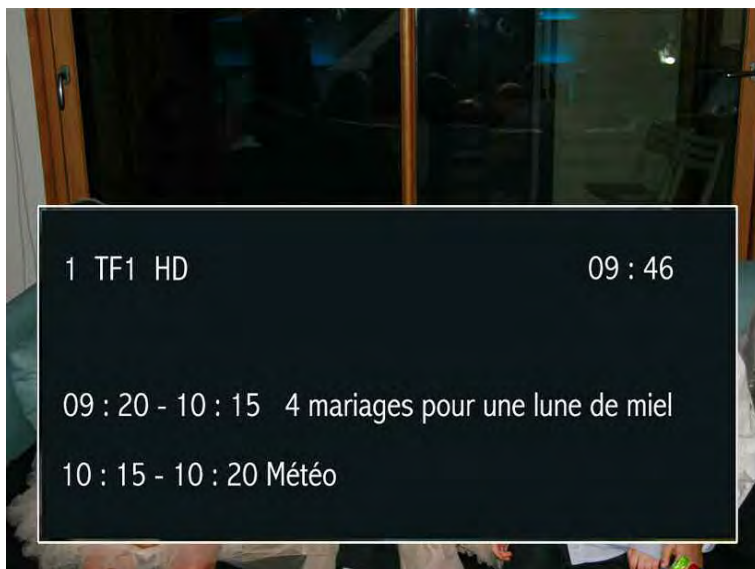 1 TF1 HD 09 : 46
09 : 20 - 10 : 15 4 mariages pour une lune de miel
10 : 15 - 10 : 20 Météo